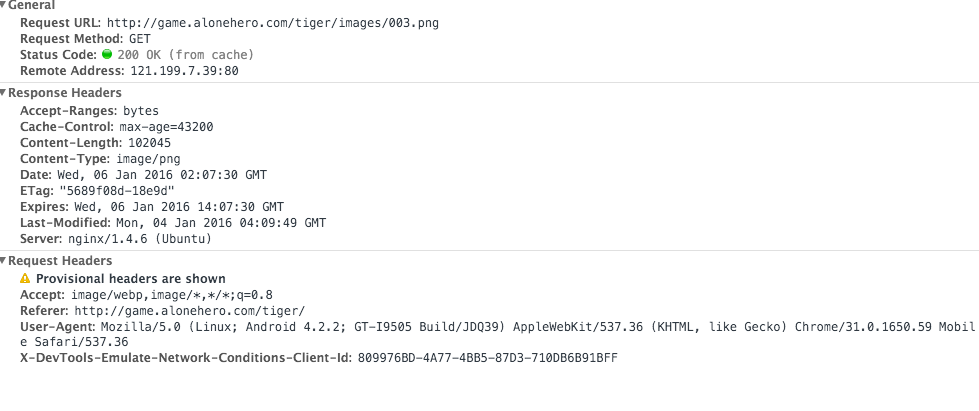 General
Request URL: http://game.alonehero.com/tiger/images/003.png
Request Method: GET
Status Code: 200 OK (from cache)
Remote Address: 121.199.7.39:80
Response Headers
Accept-Ranges: bytes
Cache-Control: max-age=43200
Content-Length: 102045
Content-Type: image/png
Date: Wed, 06 Jan 2016 02:07:30 GMT
ETag: "5689f08d-18e9d"
Expires: Wed, 06 Jan 2016 14:07:30 GMT
Last-Modified: Mon, 04 Jan 2016 04:09:49 GMT
Server: nginx/1.4.6 (Ubuntu)
Request Headers
Provisional headers are shown
Accept: image/webp,image/*,*/*;q=0.8
Referer: http://game.alonehero.com/tiger/
User-Agent: Mozilla/5.0 (Linux; Android 4.2.2; GT-I9505 Build/JDQ39) AppleWebKit/537.36 (KHTML, like Gecko) Chrome/31.0.1650.59 Mobil
e Safari/537.36
X-DevTools-Emulate-Network-Conditions-Client-Id: 809976BD-4A77-4BB5-87D3-710DB6B91BFF